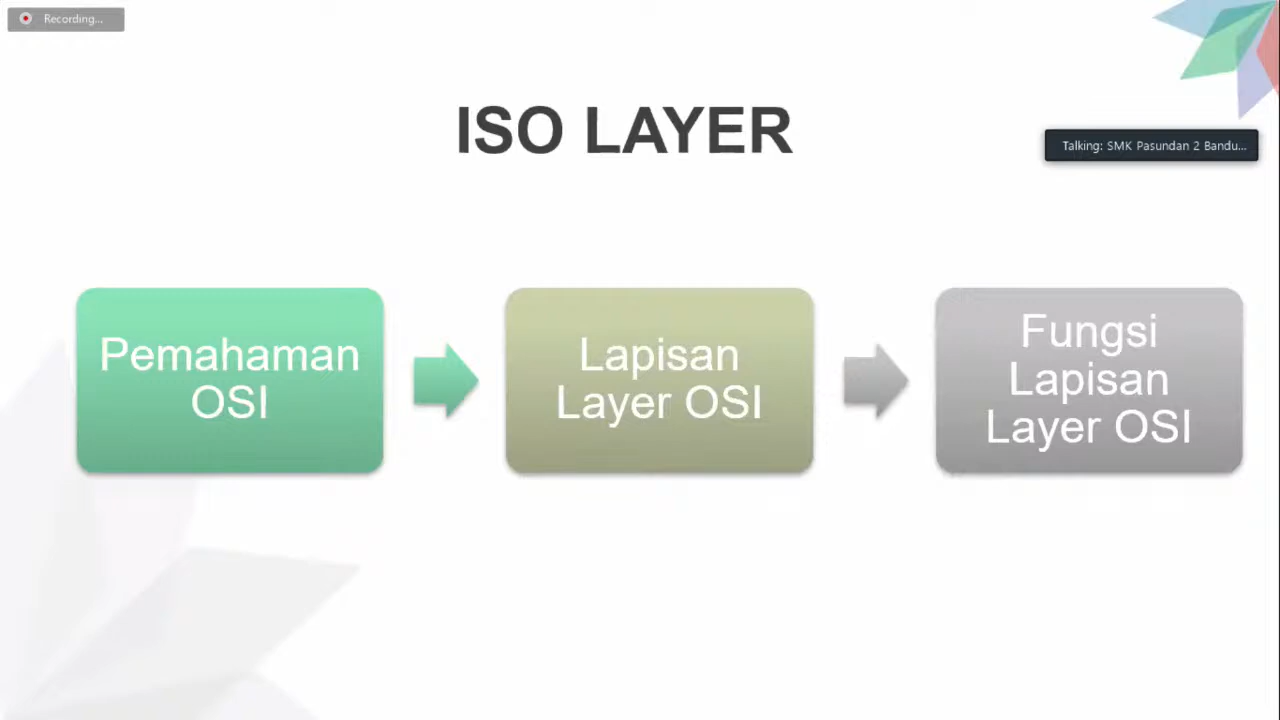 Recording...
ISO LAYER
Talking: SMK Pasundan 2 Bandu...
Pemahaman
OSI
Lapisan
Layer OSI
Fungsi
Lapisan
Layer OSI